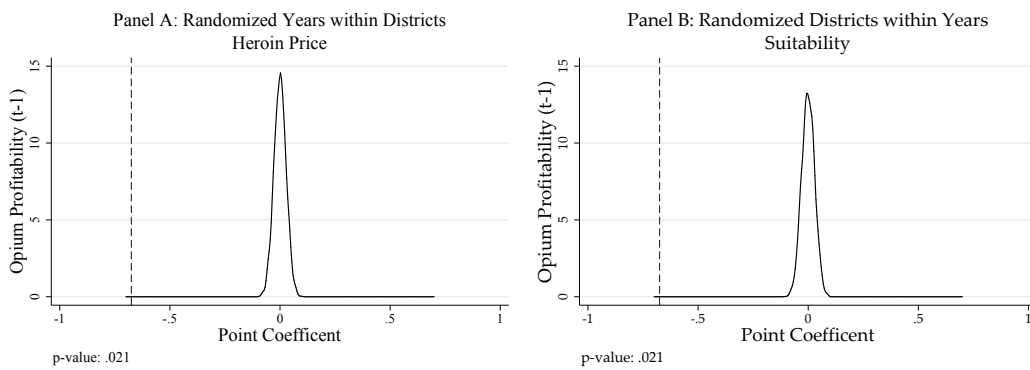 Panel A: Randomized Years within Districts
Heroin Price
Opium Profitability (t-1)
15
10
5
0
-1
-.5
0
.5
1
Point Coefficent
p-value: .021
Panel B: Randomized Districts within Years
Suitability
Opium Profitability (t-1)
15
10
5
0
-1
-.5
0
.5
1
Point Coefficent
p-value: .021